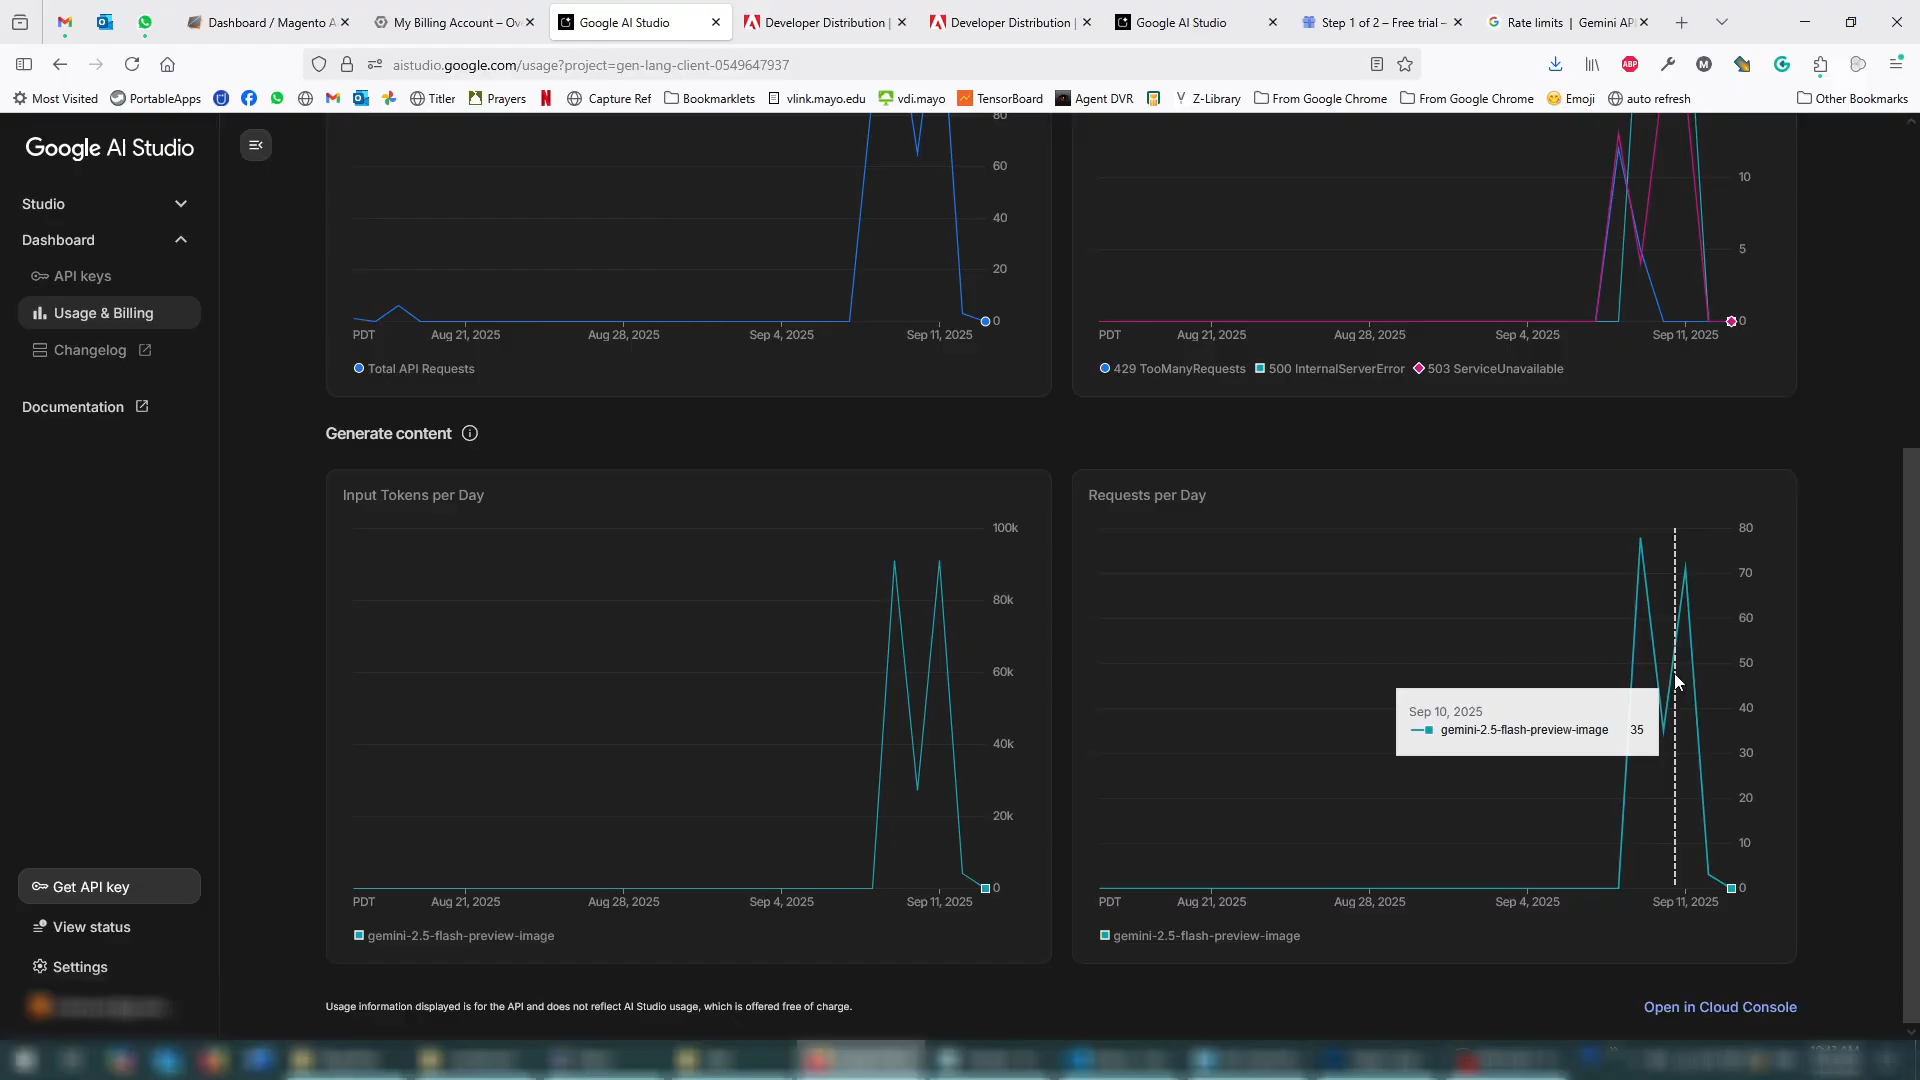 Dashboard / Magento A
My Billing Account – Ov
Google AI Studio
Developer Distribution |
Developer Distribution |
Google AI Studio
Step 1 of 2 – Free trial –
Rate limits | Gemini AP
aistudio.google.com/usage?project=gen-lang-client-0549647937
ABP
Most Visited
PortableApps
Titler
Prayers
Capture Ref
Bookmarklets
vlink.mayo.edu
vdi.mayo
TensorBoard
Agent DVR
Z-Library
From Google Chrome
From Google Chrome
Emoji
auto refresh
Other Bookmarks
Google AI Studio
Studio
Dashboard
API keys
Usage & Billing
Changelog
Documentation
Get API key
View status
Settings
80
60
40
20
0
PDT Aug 21, 2025 Aug 28, 2025 Sep 4, 2025 Sep 11, 2025
Total API Requests
10
5
0
PDT Aug 21, 2025 Aug 28, 2025 Sep 4, 2025 Sep 11, 2025
429 TooManyRequests 500 InternalServerError 503 ServiceUnavailable
Generate content
Input Tokens per Day
100k
80k
60k
40k
20k
0
PDT Aug 21, 2025 Aug 28, 2025 Sep 4, 2025 Sep 11, 2025
gemini-2.5-flash-preview-image
Requests per Day
80
70
60
50
40
30
20
10
0
Sep 10, 2025
gemini-2.5-flash-preview-image 35
PDT Aug 21, 2025 Aug 28, 2025 Sep 4, 2025 Sep 11, 2025
gemini-2.5-flash-preview-image
Usage information displayed is for the API and does not reflect AI Studio usage, which is offered free of charge.
Open in Cloud Console